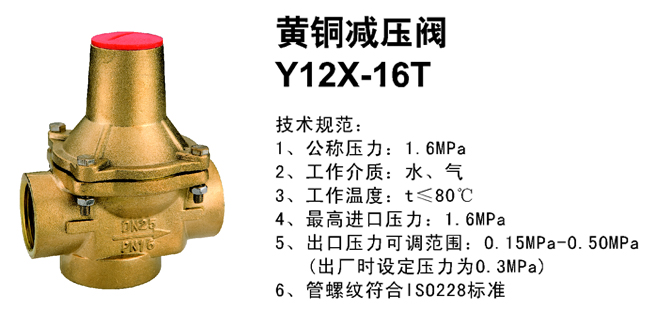 黄铜减压阀
Y12X-16T
技术规范：
1、公称压力：1.6MPa
2、工作介质：水、气
3、工作温度：t≤80℃
4、最高进口压力：1.6MPa
5、出口压力可调范围：0.15MPa-0.50MPa
(出厂时设定压力为0.3MPa)
6、管螺纹符合ISO228标准
DN25
PN16